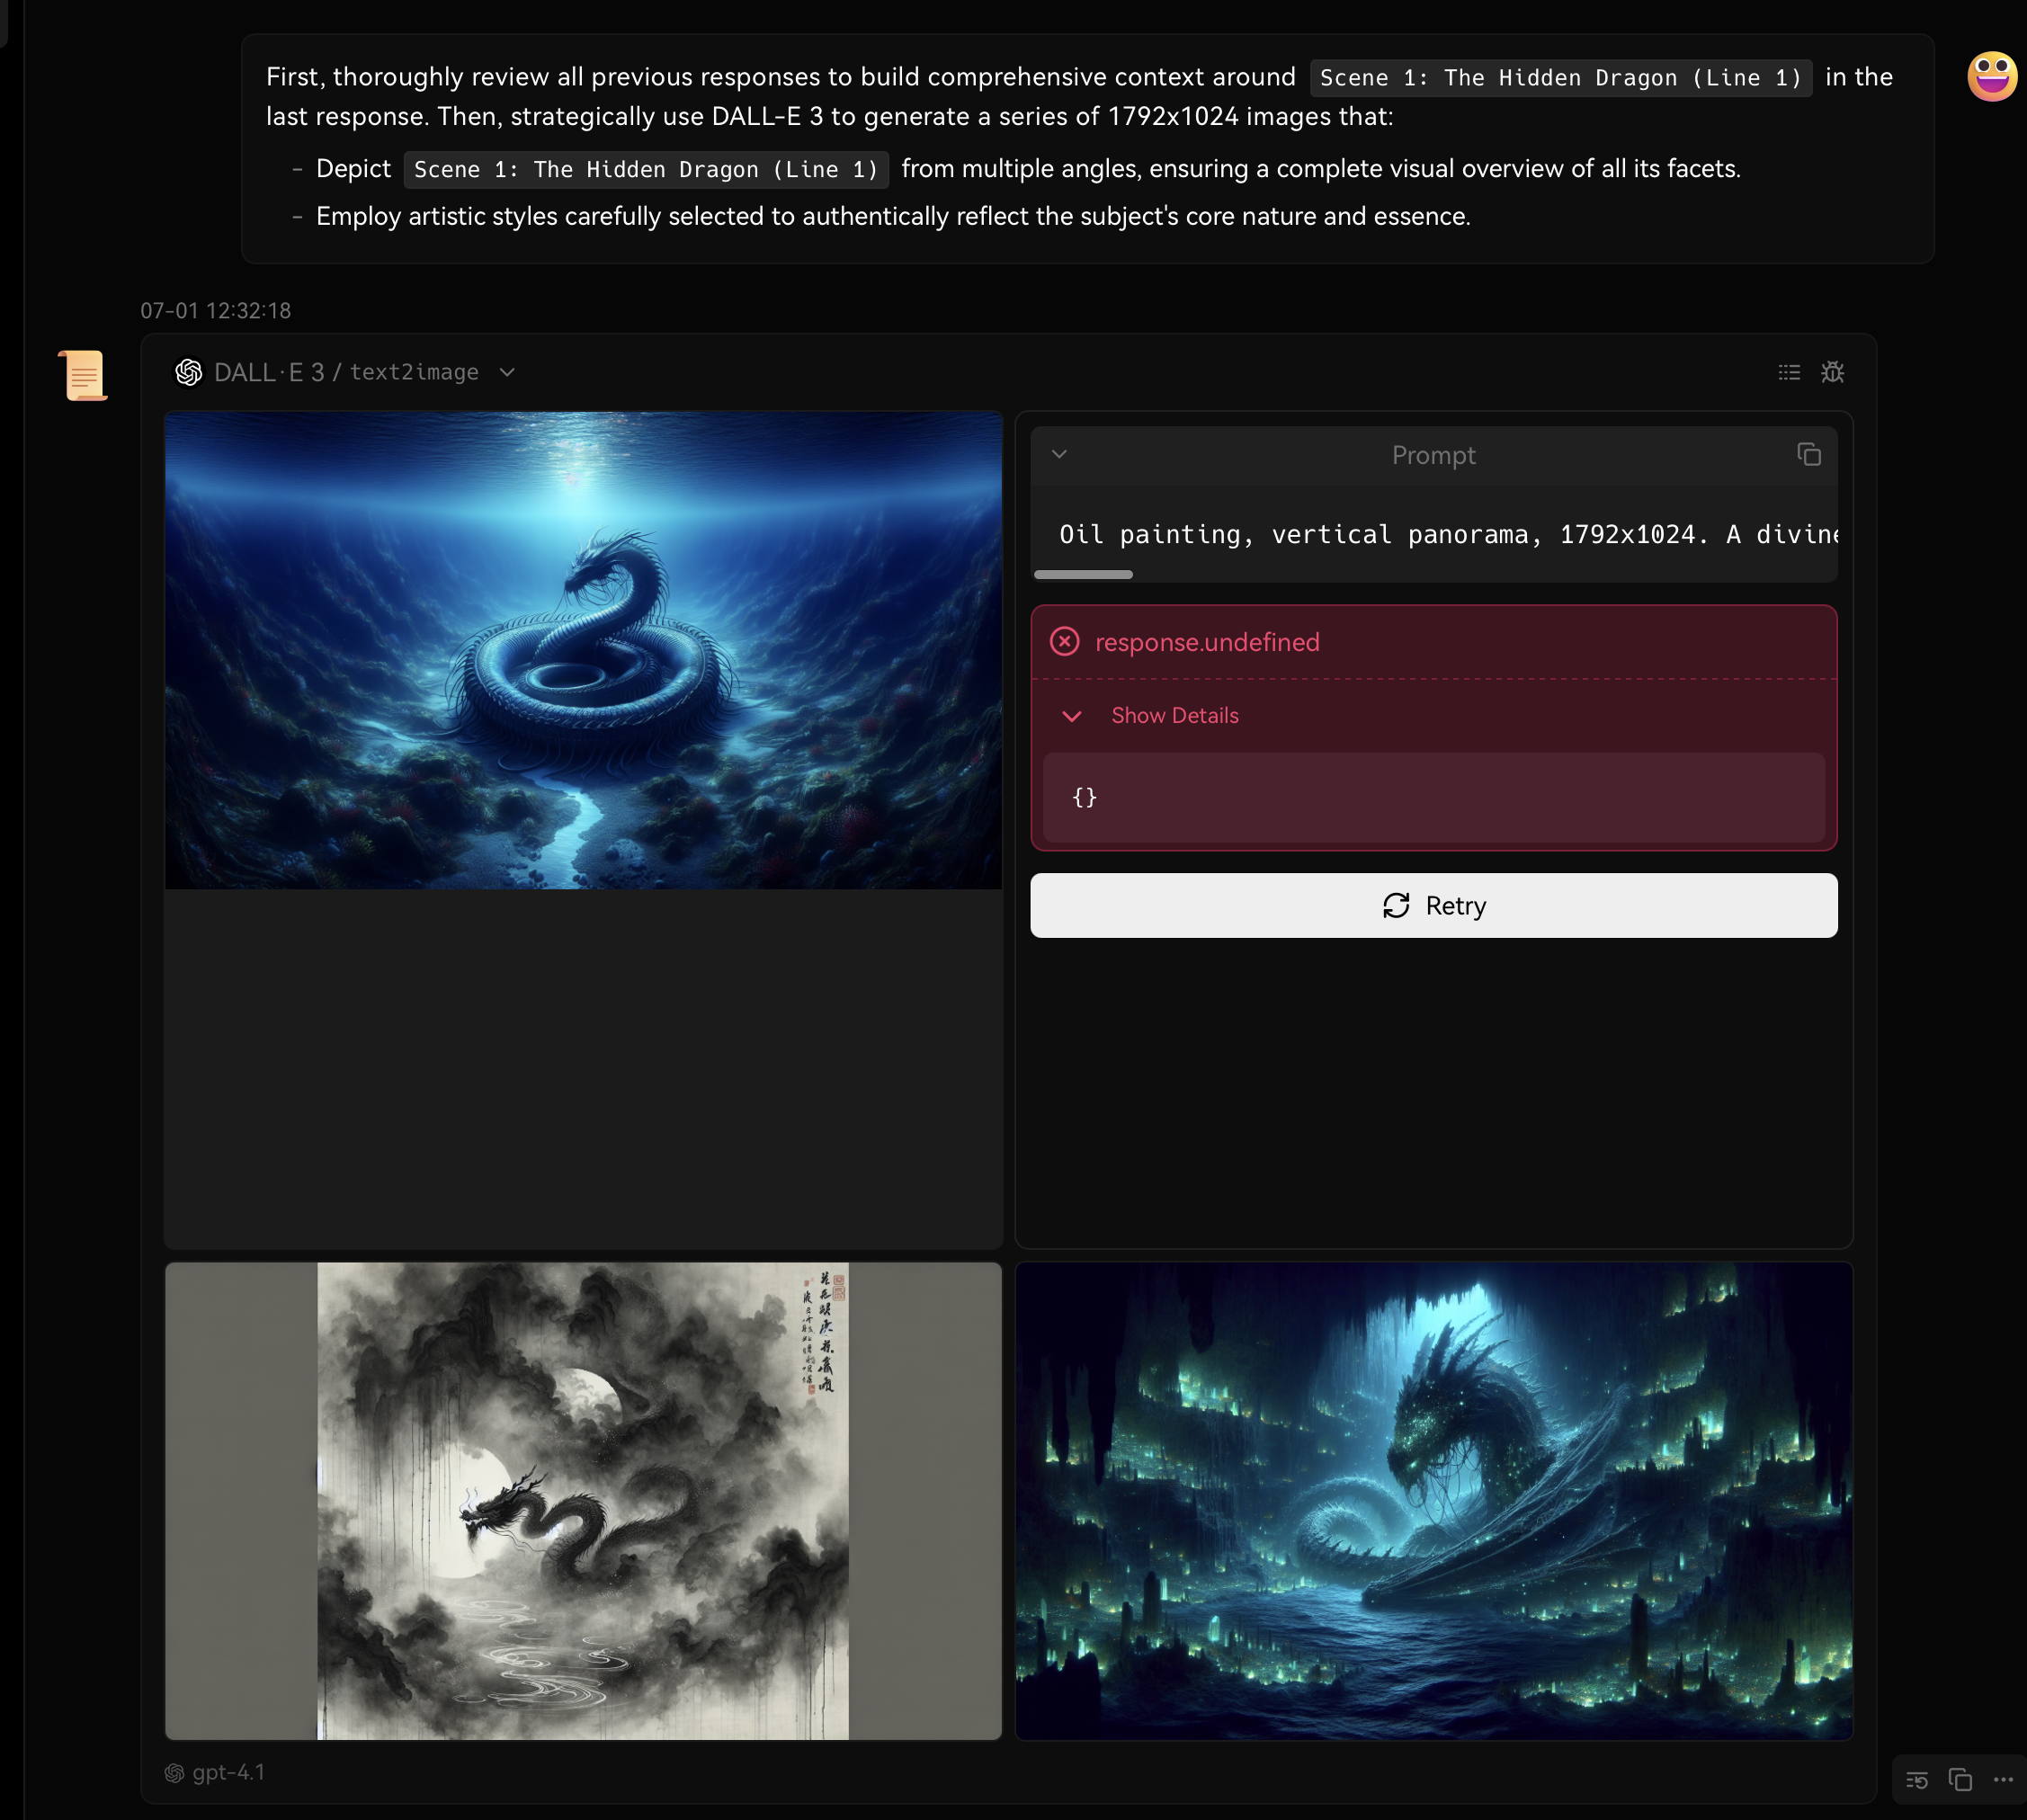 First, thoroughly review all previous responses to build comprehensive context around Scene 1: The Hidden Dragon (Line 1) in the
last response. Then, strategically use DALL-E 3 to generate a series of 1792x1024 images that:
- Depict Scene 1: The Hidden Dragon (Line 1) from multiple angles, ensuring a complete visual overview of all its facets.
- Employ artistic styles carefully selected to authentically reflect the subject's core nature and essence.
07-01 12:32:18
DALL·E 3 / text2image
Prompt
Oil painting, vertical panorama, 1792x1024. A divine
response.undefined
Show Details
{}
Retry
gpt-4.1